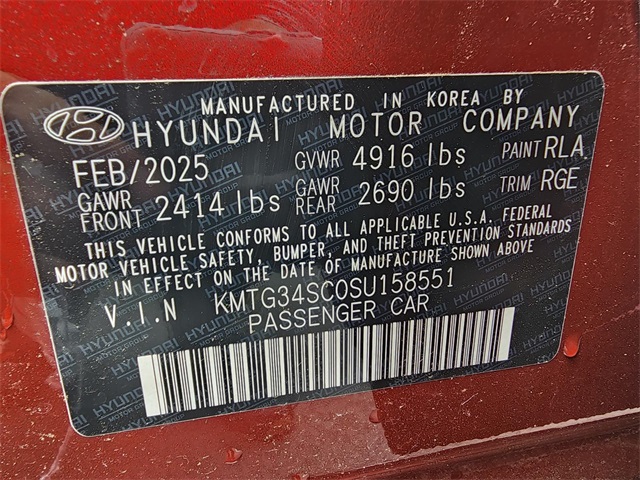 MANUFACTURED IN KOREA BY
HYUNDAI MOTOR COMPANY
FEB/2025 GVWR 4916 lbs PAINT RLA
GAWR FRONT 2414 lbs GAWR REAR 2690 lbs TRIM RGE
THIS VEHICLE CONFORMS TO ALL APPLICABLE U.S.A. FEDERAL
MOTOR VEHICLE SAFETY, BUMPER, AND THEFT PREVENTION STANDARDS
IN EFFECT ON THE DATE OF MANUFACTURE SHOWN ABOVE
V I.N KMTG34SC0SU158551
PASSENGER CAR